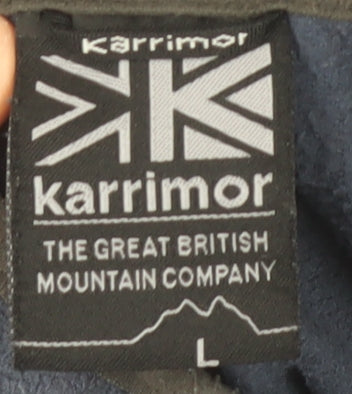 karrimor
karrimor
THE GREAT BRITISH
MOUNTAIN COMPANY
L